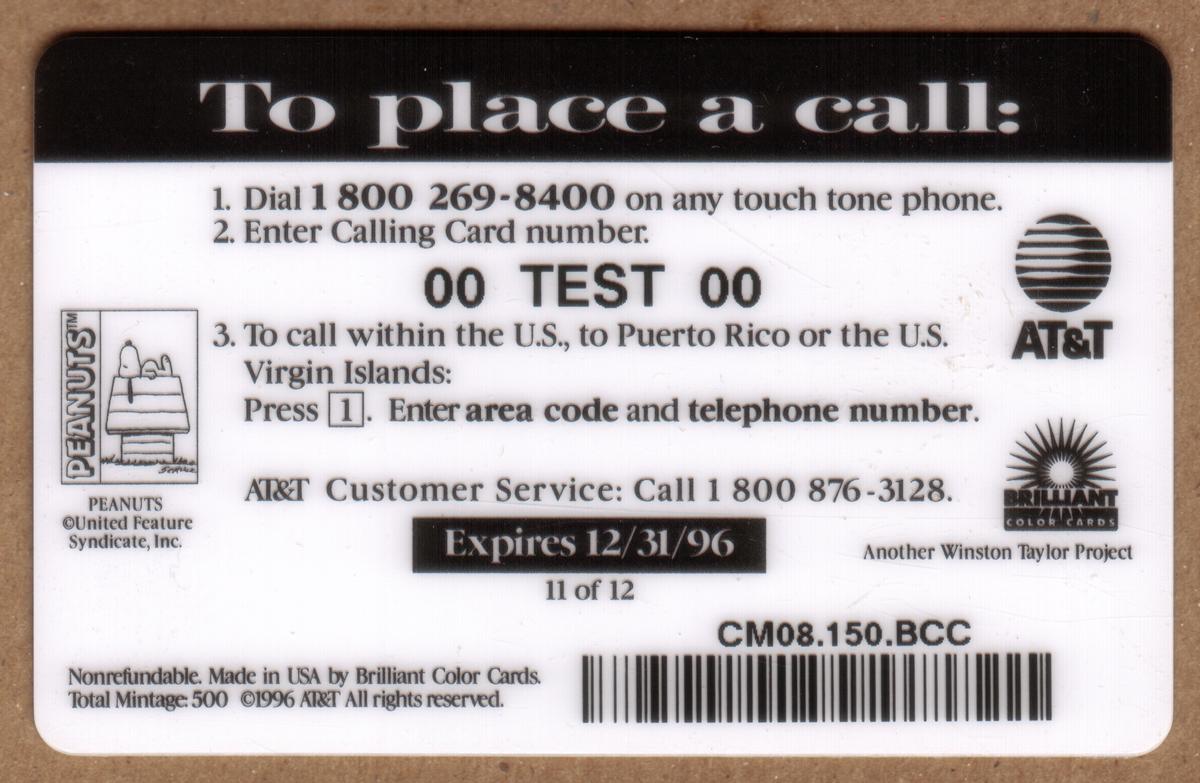 To place a call:
1. Dial 1 800 269-8400 on any touch tone phone.
2. Enter Calling Card number.
00 TEST 00
3. To call within the U.S., to Puerto Rico or the U.S.
Virgin Islands:
Press 1. Enter area code and telephone number.
AT&T
PEANUTS™
SCHULZ
PEANUTS
©United Feature
Syndicate, Inc.
AT&T Customer Service: Call 1 800 876-3128.
BRILLIANT
COLOR CARDS
Another Winston Taylor Project
Expires 12/31/96
11 of 12
CM08.150.BCC
Nonrefundable. Made in USA by Brilliant Color Cards.
Total Mintage: 500 ©1996 AT&T All rights reserved.